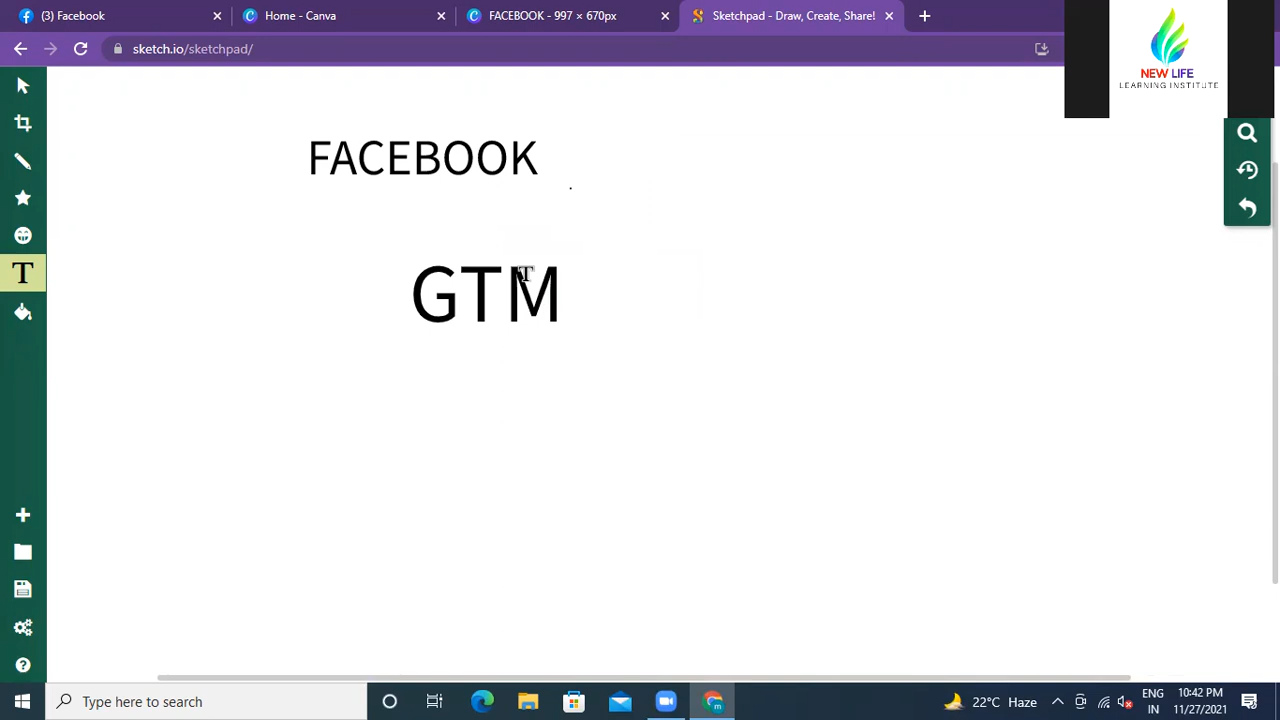 (3) Facebook
Home - Canva
FACEBOOK - 997 × 670px
Sketchpad - Draw, Create, Share!
sketch.io/sketchpad/
NEW LIFE
LEARNING INSTITUTE
FACEBOOK
GTM
T
Type here to search
22°C Haze
ENG
IN
10:42 PM
11/27/2021